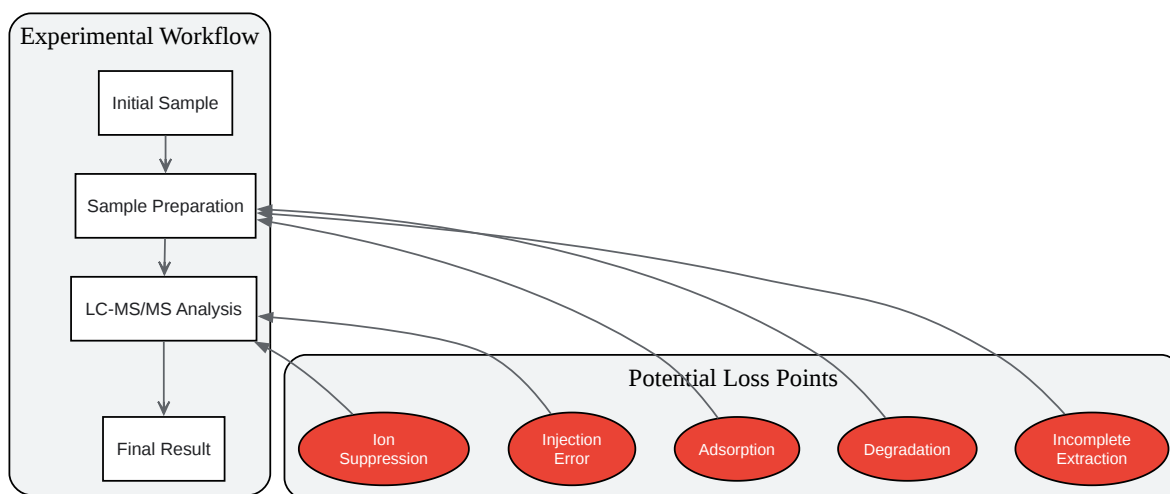 Experimental Workflow
Initial Sample
Sample Preparation
LC-MS/MS Analysis
Final Result
Potential Loss Points
Ion
Suppression
Injection
Error
Adsorption
Degradation
Incomplete
Extraction